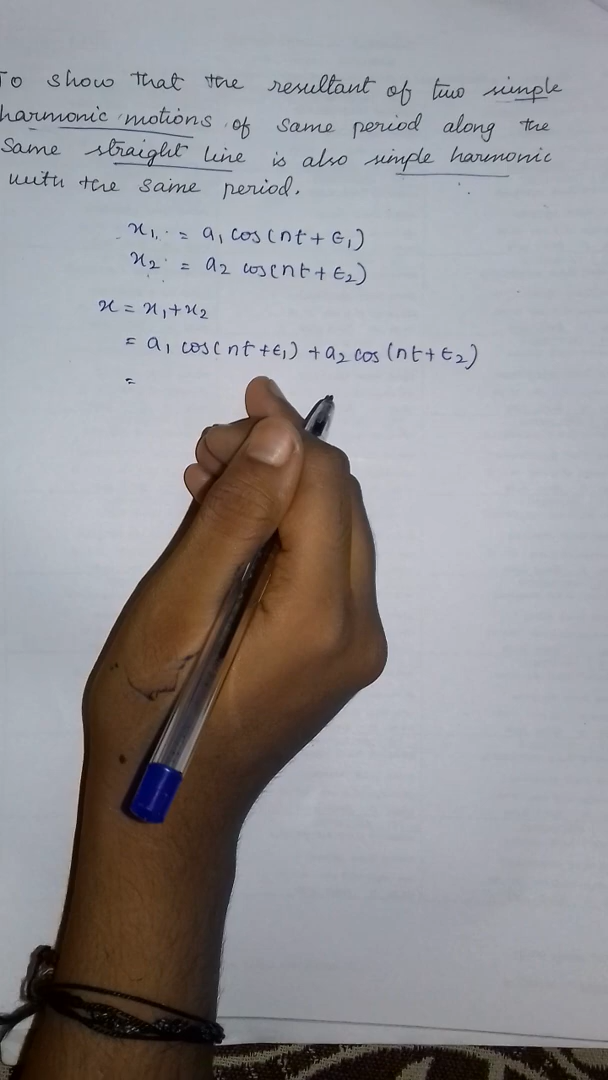 To show that the resultant of two simple
harmonic motions of same period along the
same straight line is also simple harmonic
with the same period.
x₁ = a₁ cos(nt + ϵ₁)
x₂ = a₂ cos(nt + ϵ₂)
x = x₁ + x₂
= a₁ cos(nt + ϵ₁) + a₂ cos(nt + ϵ₂)
=